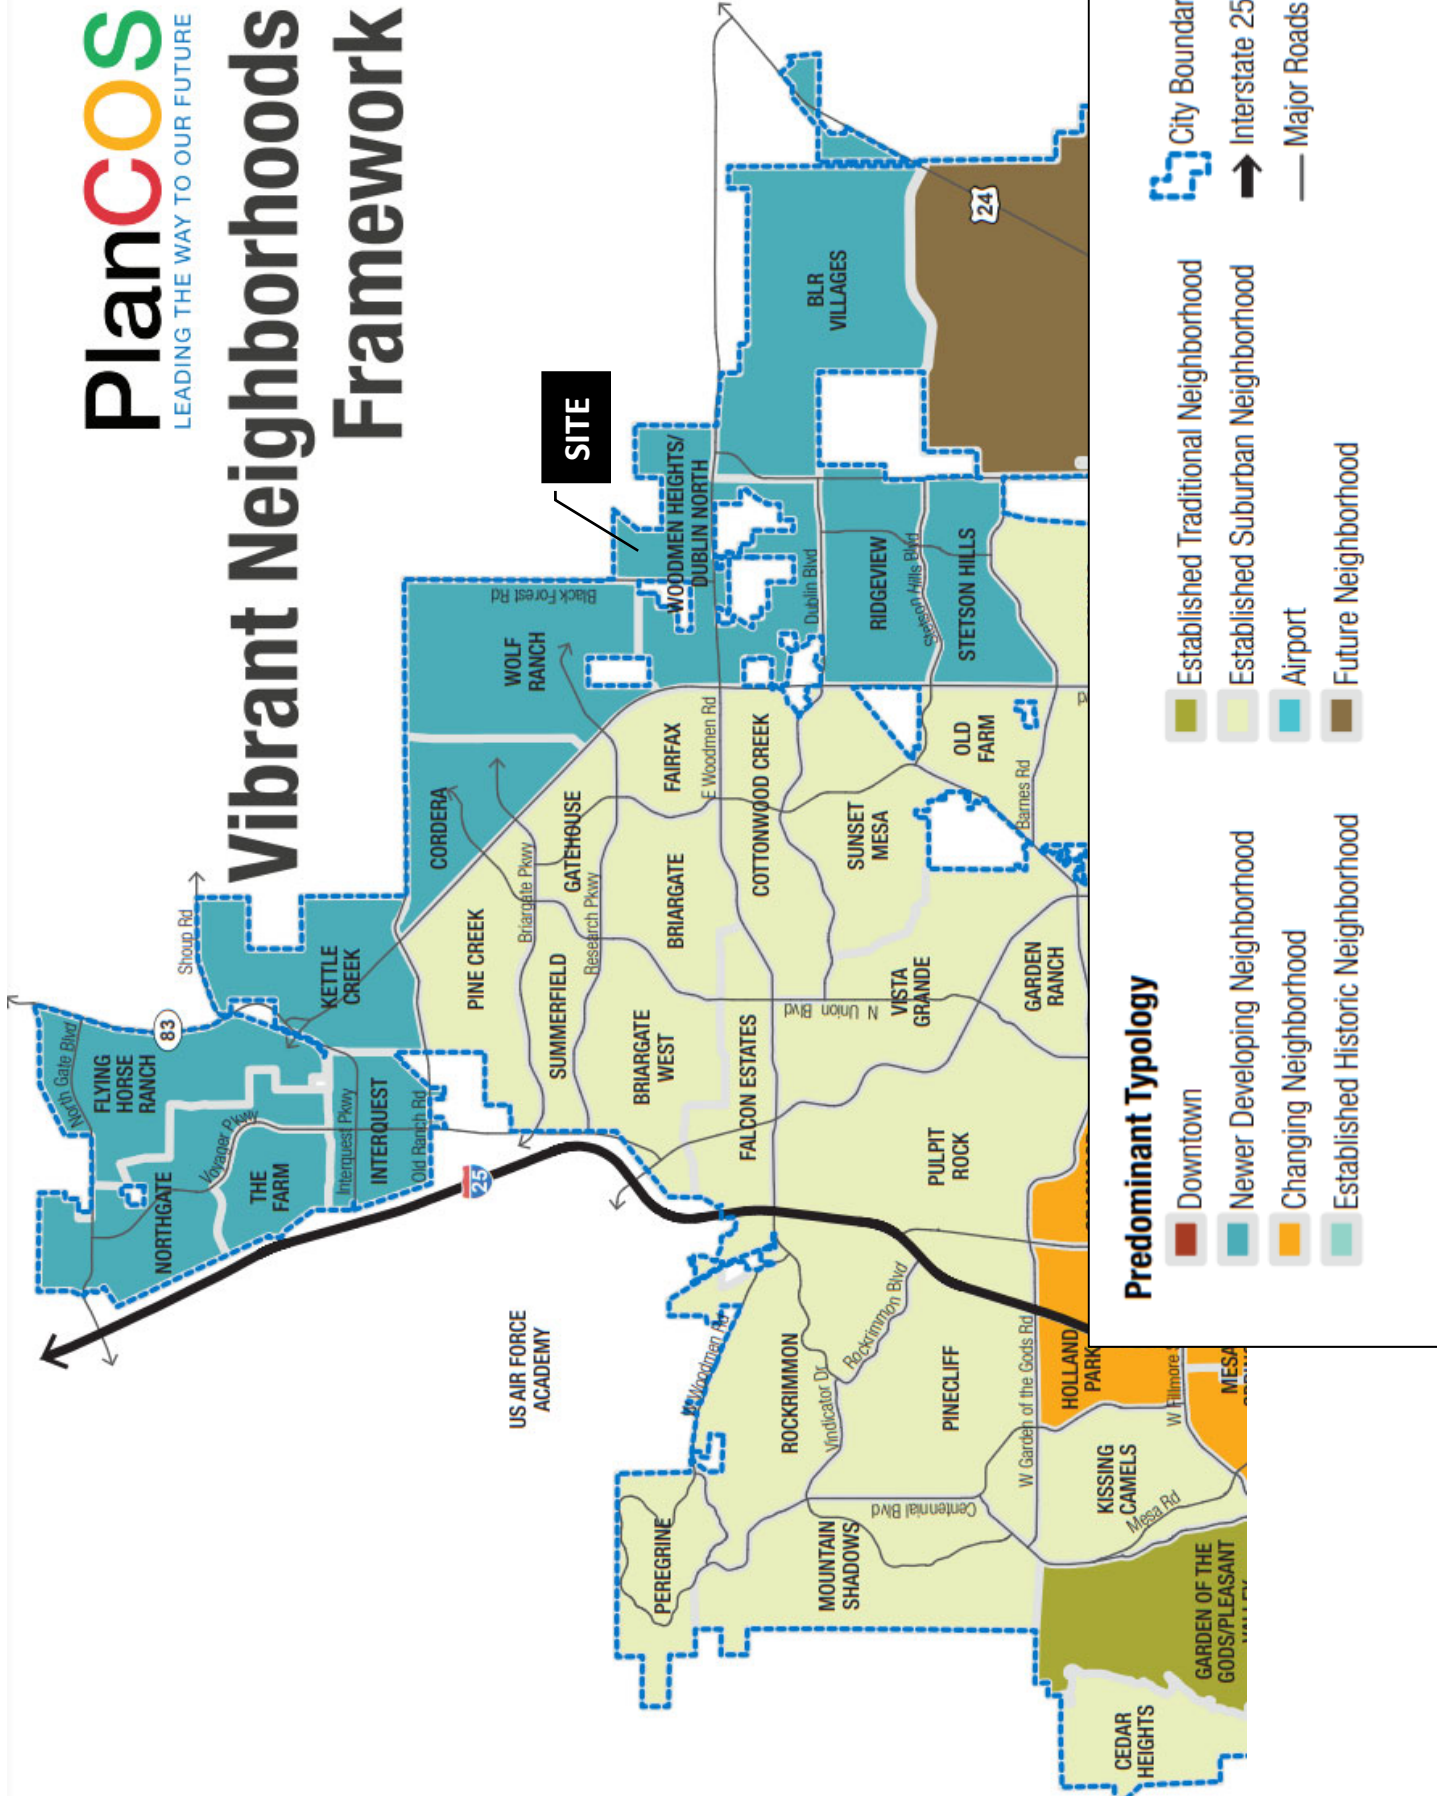 PlanCOS
LEADING THE WAY TO OUR FUTURE
Vibrant Neighborhoods
Framework
SITE
Shoup Rd
North Gate Blvd
FLYING
HORSE
RANCH
83
KETTLE
CREEK
Voyager Pkwy
NORTHGATE
THE
FARM
Interquest Pkwy
INTERQUEST
Old Ranch Rd
25
CORDERA
WOLF
RANCH
Black Forest Rd
PINE CREEK
Briargate Pkwy
GATEHOUSE
SUMMERFIELD
Research Pkwy
BRIARGATE
BRIARGATE
WEST
FAIRFAX
E Woodmen Rd
WOODMEN HEIGHTS/
DUBLIN NORTH
COTTONWOOD CREEK
FALCON ESTATES
N Union Blvd
Dublin Blvd
BLR
VILLAGES
24
RIDGEVIEW
Stetson Hills Blvd
STETSON HILLS
SUNSET
MESA
OLD
FARM
Barnes Rd
VISTA
GRANDE
GARDEN
RANCH
PULPIT
ROCK
US AIR FORCE
ACADEMY
W Woodmen Rd
ROCKRIMMON
Vindicator Dr
Rockrimmon Blvd
PINECLIFF
W Garden of the Gods Rd
HOLLAND
PARK
W Fillmore
MESA
PEREGRINE
MOUNTAIN
SHADOWS
Centennial Blvd
KISSING
CAMELS
Mesa Rd
GARDEN OF THE
GODS/PLEASANT
CEDAR
HEIGHTS
Predominant Typology
Downtown
Newer Developing Neighborhood
Changing Neighborhood
Established Historic Neighborhood
Established Traditional Neighborhood
Established Suburban Neighborhood
Airport
Future Neighborhood
City Boundar
Interstate 25
Major Roads